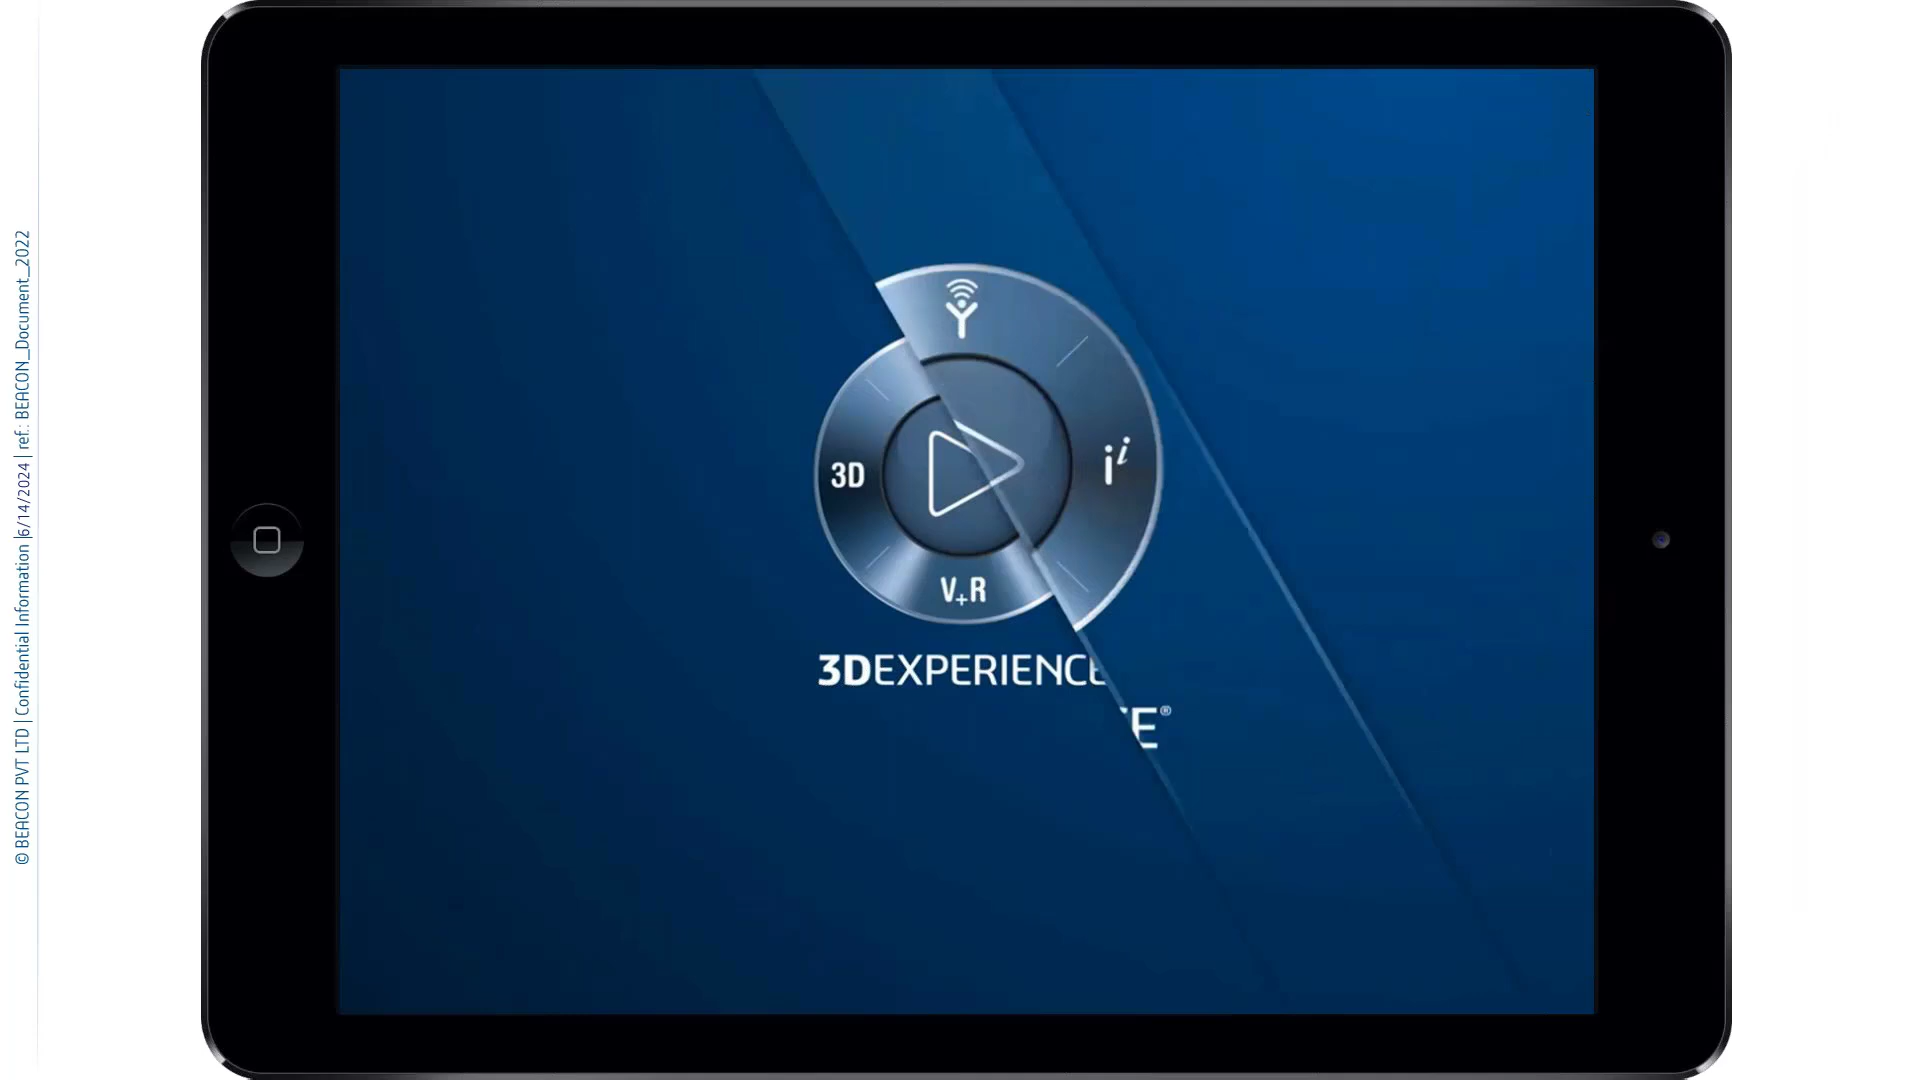 © BEACON PVT LTD | Confidential Information |6/14/2024 | ref.: BEACON_Document_2022
3D
i i
V+R
3DEXPERIENCE
E®